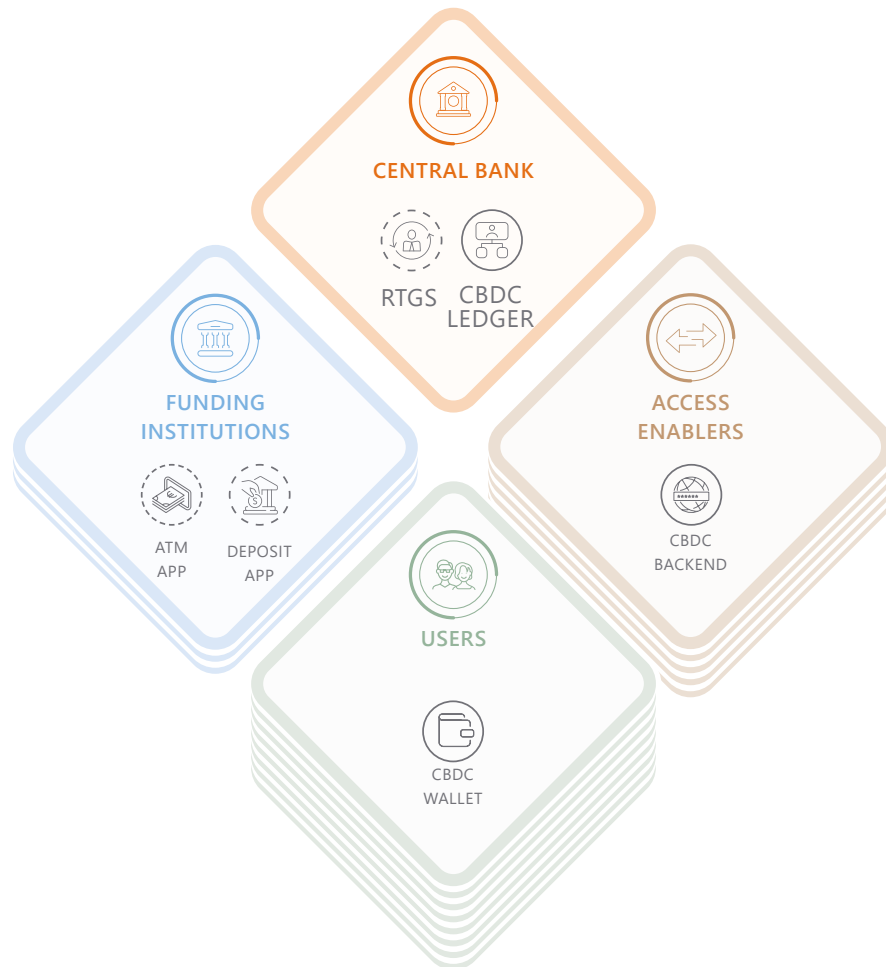 CENTRAL BANK
RTGS
CBDC
LEDGER
FUNDING
INSTITUTIONS
ATM
APP
DEPOSIT
APP
ACCESS
ENABLERS
CBDC
BACKEND
USERS
CBDC
WALLET